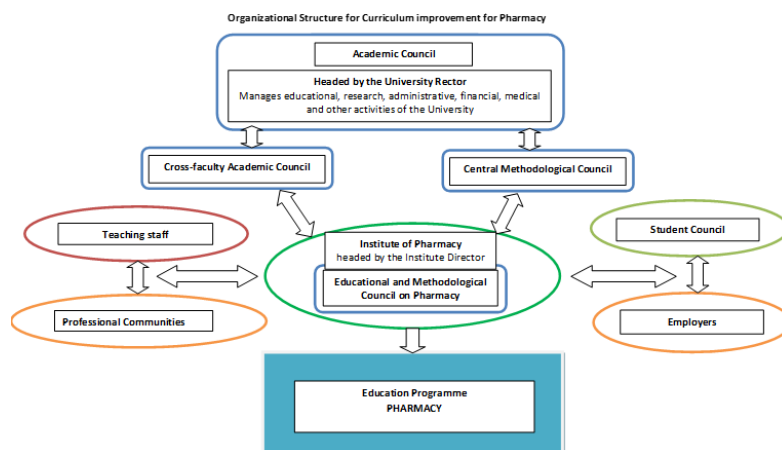 Organizational Structure for Curriculum improvement for Pharmacy
Academic Council
Headed by the University Rector
Manages educational, research, administrative, financial, medical
and other activities of the University
Cross-faculty Academic Council
Central Methodological Council
Teaching staff
Student Council
Institute of Pharmacy
headed by the Institute Director
Educational and Methodological
Council on Pharmacy
Professional Communities
Employers
Education Programme
PHARMACY